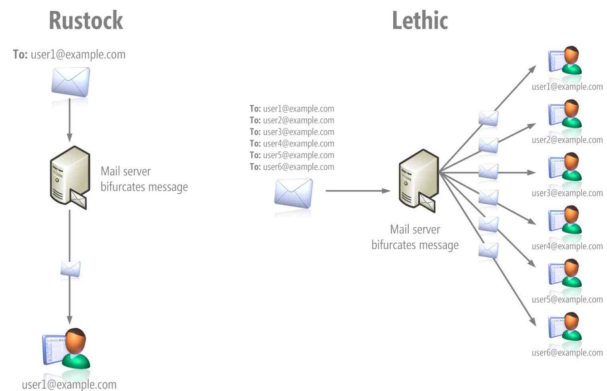 Rustock
To: user1@example.com
Mail server
bifurcates message
user1@example.com
Lethic
To: user1@example.com
To: user2@example.com
To: user3@example.com
To: user4@example.com
To: user5@example.com
To: user6@example.com
Mail server
bifurcates message
user1@example.com
user2@example.com
user3@example.com
user4@example.com
user5@example.com
user6@example.com